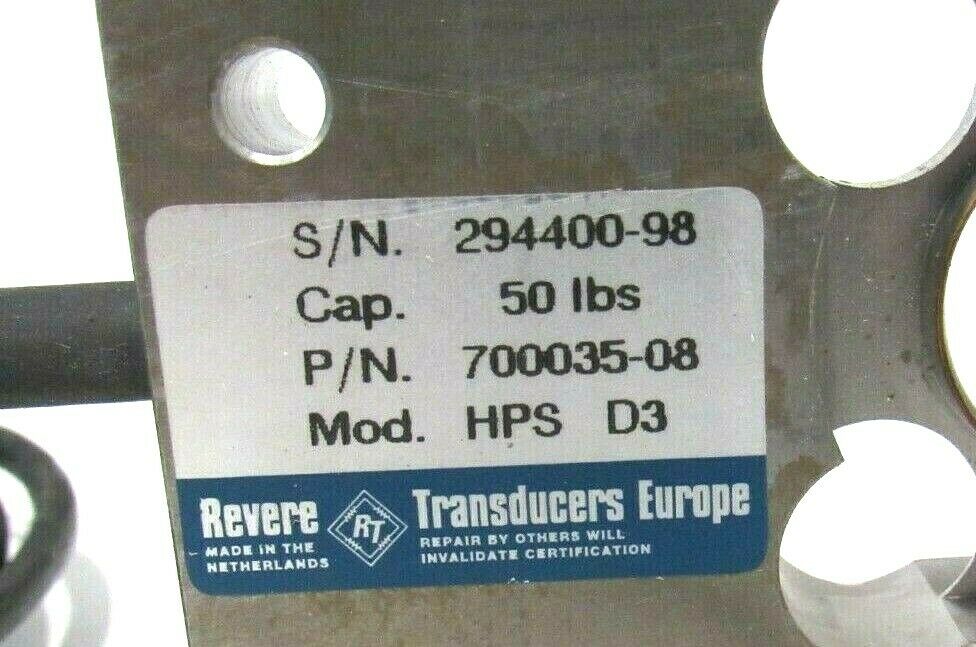 S/N. 294400-98
Cap. 50 lbs
P/N. 700035-08
Mod. HPS D3
Revere RT Transducers Europe
MADE IN THE NETHERLANDS
REPAIR BY OTHERS WILL
INVALIDATE CERTIFICATION